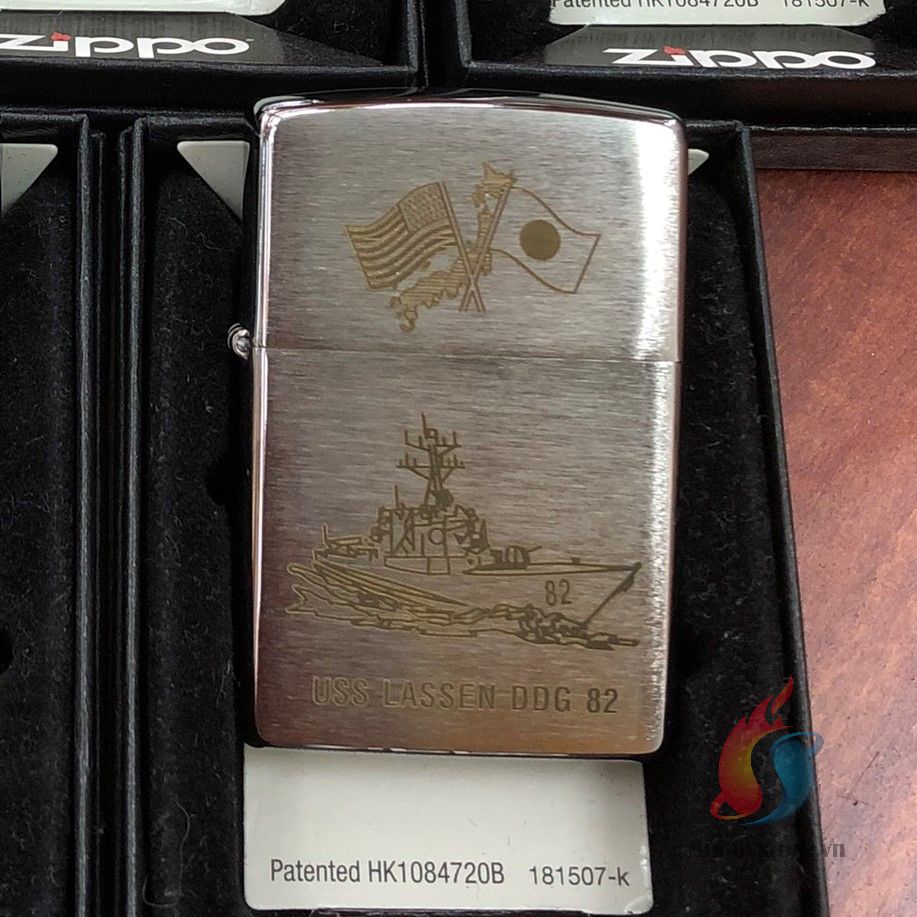 Patented HK1084720B 181507-k
zippo
zippo
82
USS LASSEN DDG 82
Patented HK1084720B 181507-k